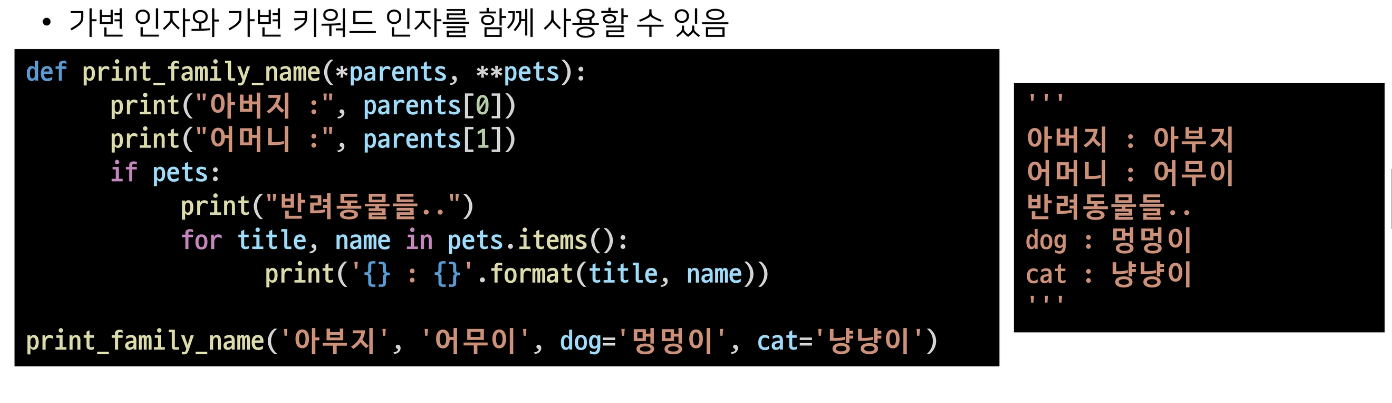 • 가변 인자와 가변 키워드 인자를 함께 사용할 수 있음
def print_family_name(*parents, **pets):
print("아버지 :", parents[0])
print("어머니 :", parents[1])
if pets:
print("반려동물들..")
for title, name in pets.items():
print('{} : {}'.format(title, name))
print_family_name('아부지', '어무이', dog='멍멍이', cat='냥냥이')
'''
아버지 : 아부지
어머니 : 어무이
반려동물들..
dog : 멍멍이
cat : 냥냥이
'''